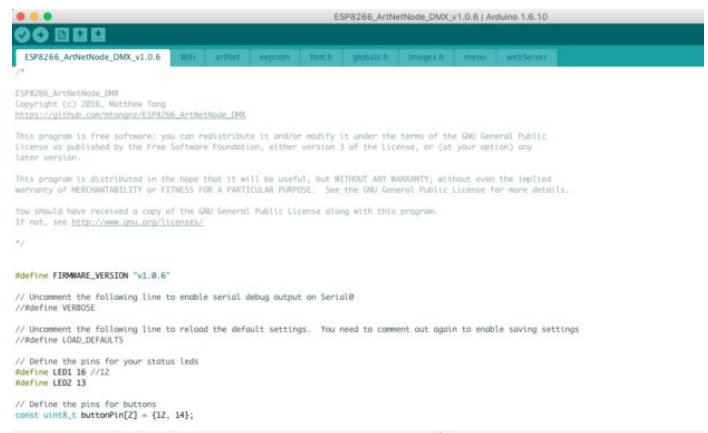 ESP8266_ArtNetNode_DMX_v1.0.6 | Arduino 1.6.10
ESP8266_ArtNetNode_DMX_v1.0.6 WiFi artNet eeprom font.h globals.h images.h menu webServer
/*
ESP8266_ArtNetNode_DMX
Copyright (c) 2016, Matthew Tong
https://github.com/mtongnz/ESP8266_ArtNetNode_DMX
This program is free software: you can redistribute it and/or modify it under the terms of the GNU General Public
License as published by the Free Software Foundation, either version 3 of the License, or (at your option) any
later version.
This program is distributed in the hope that it will be useful, but WITHOUT ANY WARRANTY; without even the implied
warranty of MERCHANTABILITY or FITNESS FOR A PARTICULAR PURPOSE. See the GNU General Public License for more details.
You should have received a copy of the GNU General Public License along with this program.
If not, see http://www.gnu.org/licenses/
*/
#define FIRMWARE_VERSION "v1.0.6"
// Uncomment the following line to enable serial debug output on Serial0
//#define VERBOSE
// Uncomment the following line to reload the default settings. You need to comment out again to enable saving settings
//#define LOAD_DEFAULTS
// Define the pins for your status leds
#define LED1 16 //12
#define LED2 13
// Define the pins for buttons
const uint8_t buttonPin[2] = {12, 14};